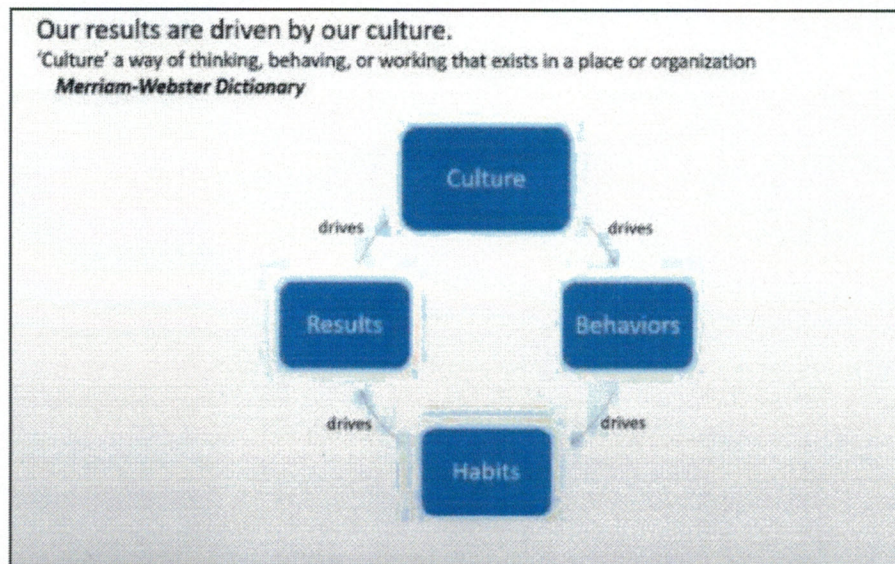 Our results are driven by our culture.
'Culture' a way of thinking, behaving, or working that exists in a place or organization
Merriam-Webster Dictionary
Culture
drives
drives
Results
Behaviors
drives
drives
Habits